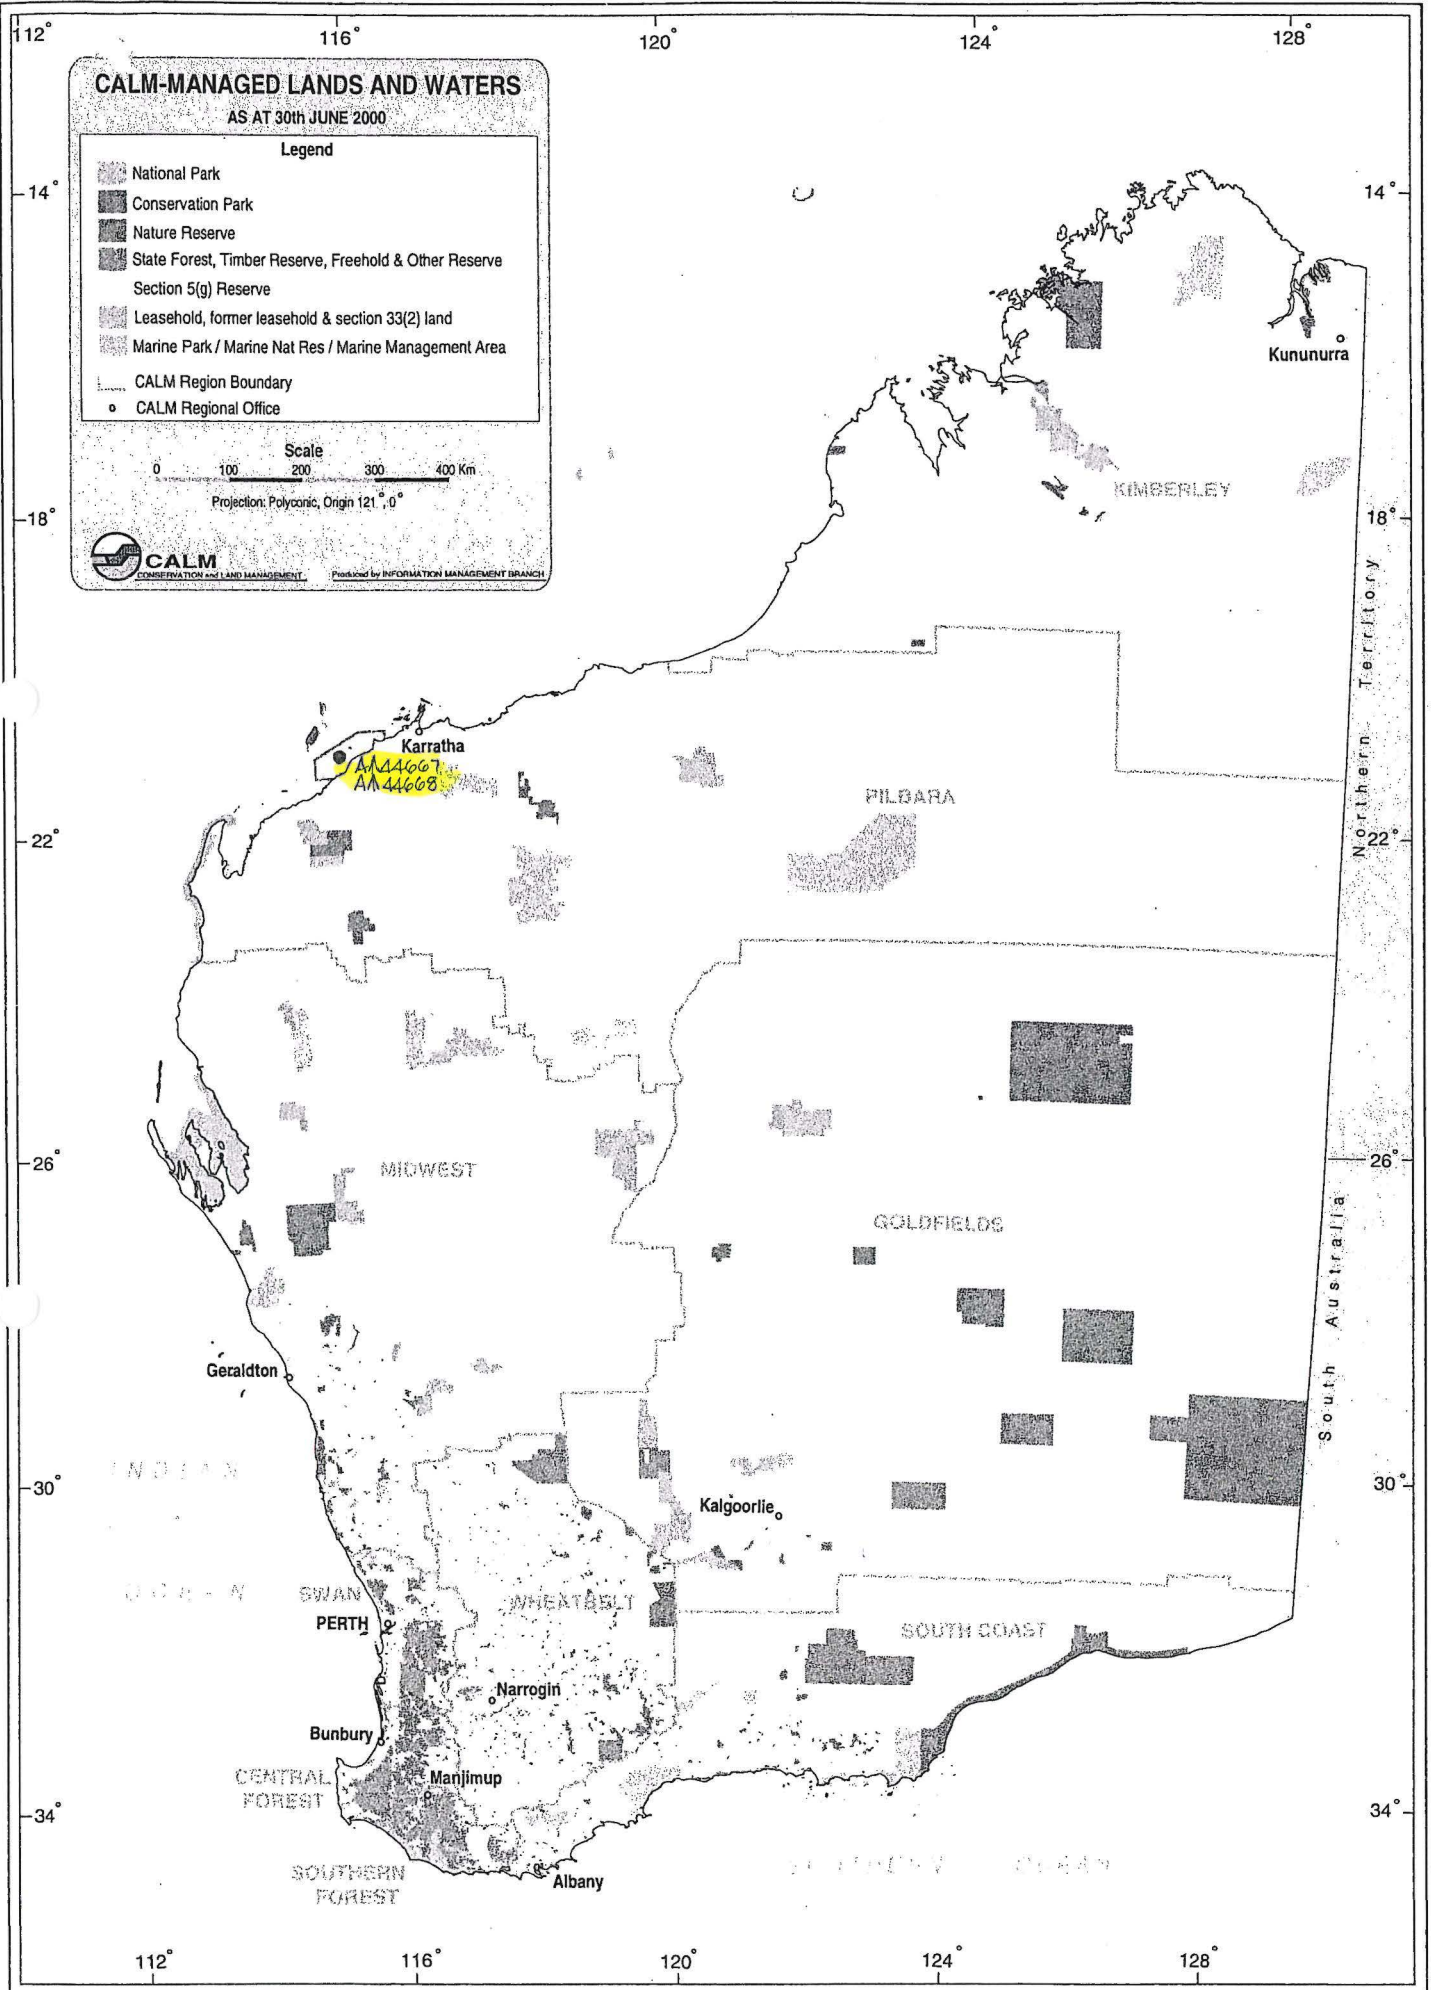 112° 116° 120° 124° 128°
CALM-MANAGED LANDS AND WATERS
AS AT 30th JUNE 2000
Legend
National Park
Conservation Park
Nature Reserve
State Forest, Timber Reserve, Freehold & Other Reserve
Section 5(g) Reserve
Leasehold, former leasehold & section 33(2) land
Marine Park / Marine Nat Res / Marine Management Area
CALM Region Boundary
CALM Regional Office
Scale
0 100 200 300 400 Km
Projection: Polyconic, Origin 121°, 0°
CALM
CONSERVATION and LAND MANAGEMENT
Produced by INFORMATION MANAGEMENT BRANCH
14° 14°
Kununurra
KIMBERLEY
18° 18°
Northern Territory
Karratha
AA44667
AA44668
PILBARA
22° 22°
MIDWEST
26° 26°
GOLDFIELDS
South Australia
Geraldton
INDIAN
30° 30°
Kalgoorlie
OCEAN
SWAN
WHEATBELT
PERTH
SOUTH COAST
Narrogin
Bunbury
CENTRAL
FOREST
Manjimup
34° 34°
SOUTHERN
FOREST
Albany
OCEAN
112° 116° 120° 124° 128°